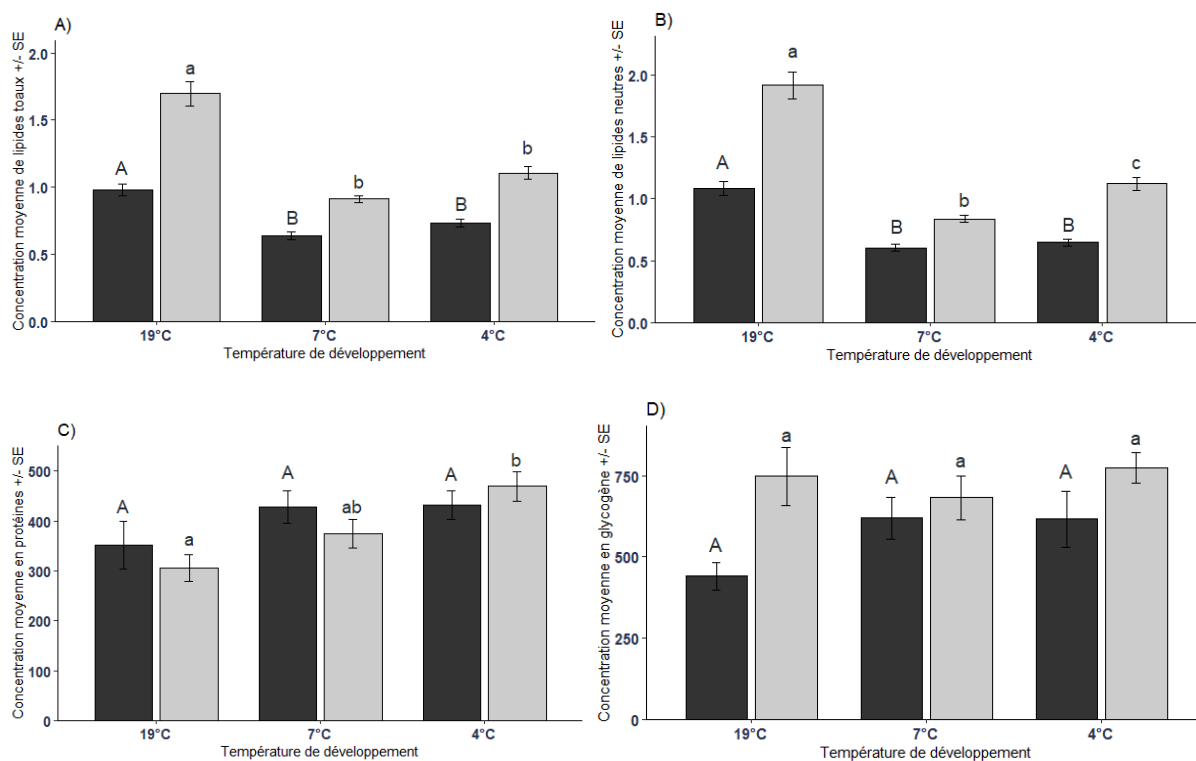 A)
Concentration moyenne de lipides toaux +/- SE
2.0
1.5
1.0
0.5
0.0
A
a
B
b
B
b
19°C
7°C
4°C
Température de développement
B)
Concentration moyenne de lipides neutres +/- SE
2.0
1.5
1.0
0.5
0.0
A
a
B
b
B
c
19°C
7°C
4°C
Température de développement
C)
Concentration moyenne en protéines +/- SE
500
400
300
200
100
0
A
a
A
ab
A
b
19°C
7°C
4°C
Température de développement
D)
Concentration moyenne en glycogène +/- SE
750
500
250
0
A
a
A
a
A
a
19°C
7°C
4°C
Température de développement